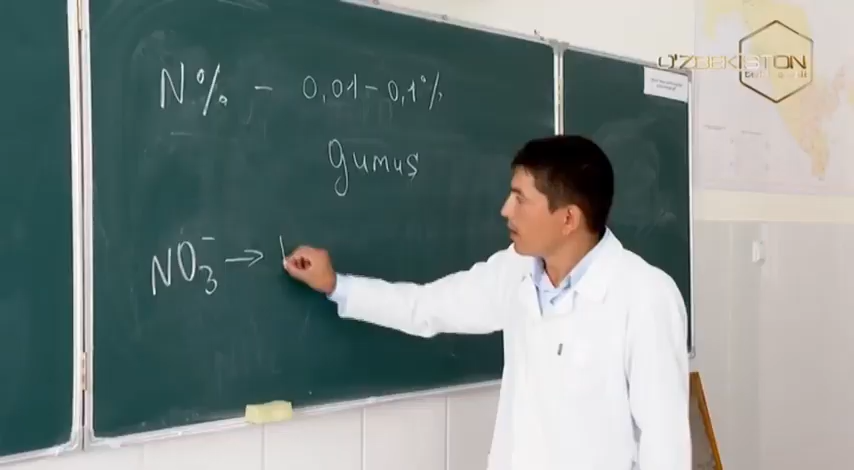 O'ZBEKISTON
N% - 0,01-0,1%
gumus
NO₃⁻ →